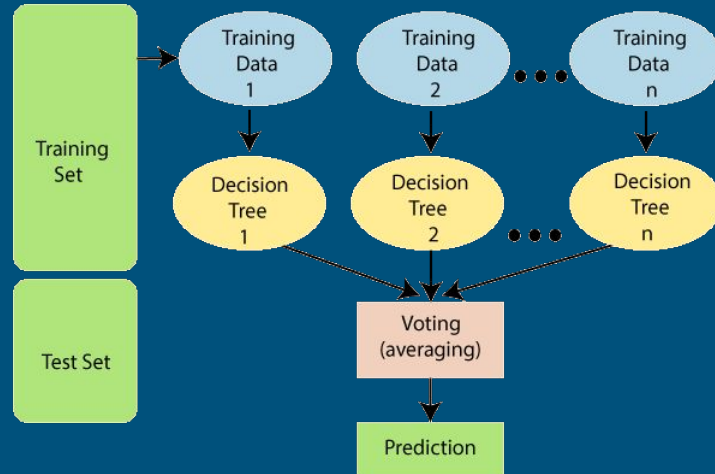 Training
Set
Training
Data
1
Training
Data
2
Training
Data
n
Decision
Tree
1
Decision
Tree
2
Decision
Tree
n
Test Set
Voting
(averaging)
Prediction